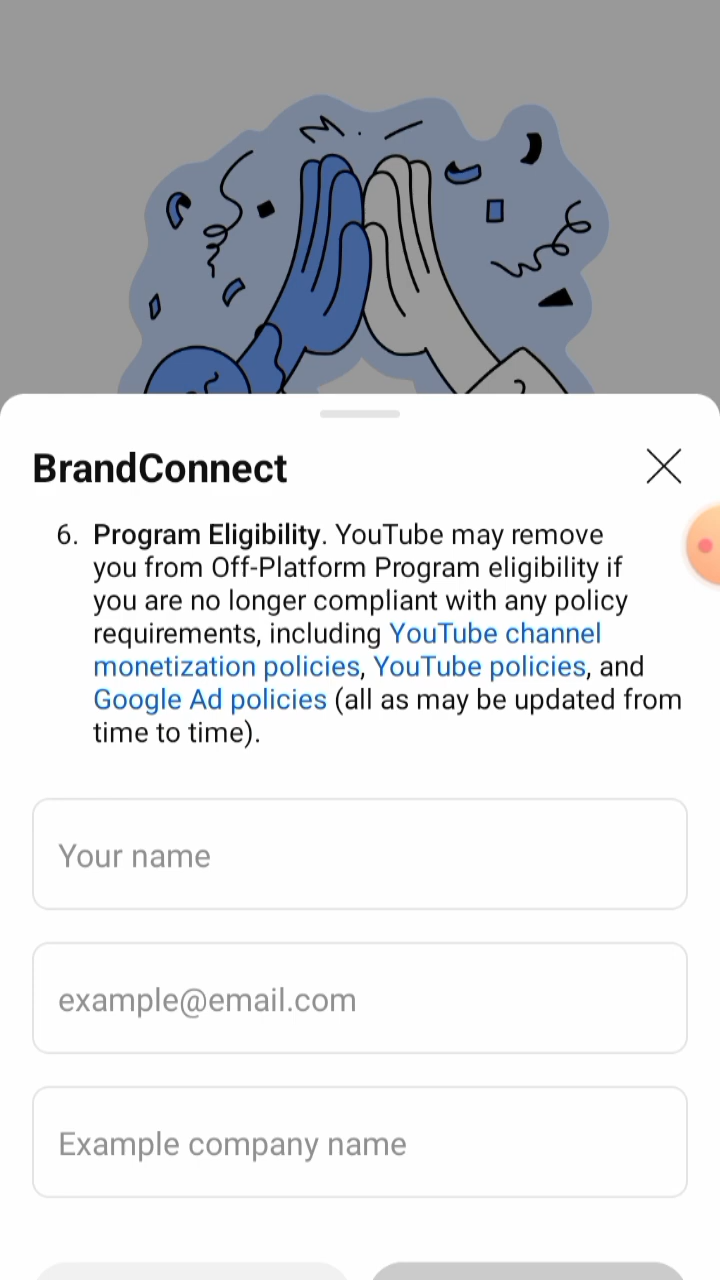 BrandConnect
6. Program Eligibility. YouTube may remove
you from Off-Platform Program eligibility if
you are no longer compliant with any policy
requirements, including YouTube channel
monetization policies, YouTube policies, and
Google Ad policies (all as may be updated from
time to time).
Your name
example@email.com
Example company name